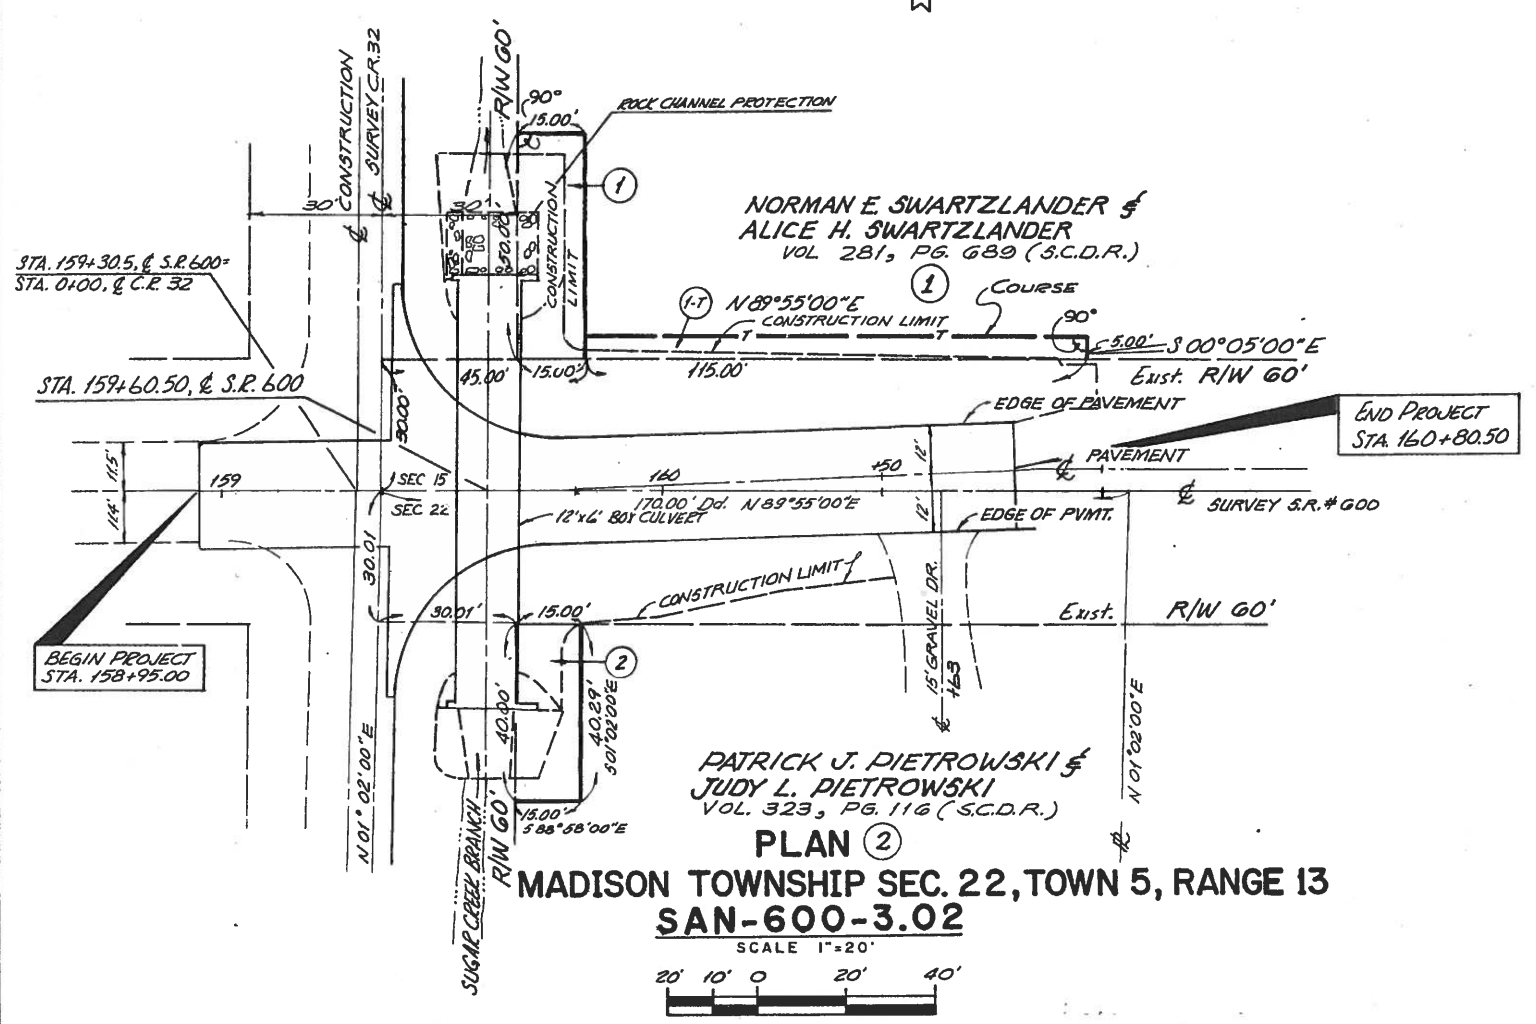 CONSTRUCTION
SURVEY C.R. 32
R/W 60'
90°
15.00'
ROCK CHANNEL PROTECTION
1
30'
30'
50.00'
CONSTRUCTION
LIMIT
NORMAN E. SWARTZLANDER &
ALICE H. SWARTZLANDER
VOL 281, PG. 689 (S.C.D.R.)
1
STA. 159+30.5, ℄ S.R. 600=
STA. 0+00, ℄ C.R. 32
1-T
N 89°55'00"E
COURSE
CONSTRUCTION LIMIT
T
T
90°
5.00'
S 00°05'00"E
STA. 159+60.50, ℄ S.R. 600
45.00'
15.00'
115.00'
Exist. R/W 60'
30.00'
EDGE OF PAVEMENT
END PROJECT
STA. 160+80.50
11.5'
12'
℄ PAVEMENT
159
SEC 15
160
+50
11.4'
SEC 22
170.00' Dd. N 89°55'00"E
℄ SURVEY S.R.#600
12'x6' BOX CULVERT
12'
EDGE OF PVMT.
30.01
30.01'
15.00'
CONSTRUCTION LIMIT
15' GRAVEL DR.
+63
℄
Exist. R/W 60'
BEGIN PROJECT
STA. 158+95.00
2
40.00'
40.29'
S01°02'00"E
N 01°02'00"E
N 01°02'00"E
15.00'
S 88°58'00"E
SUGAR CREEK BRANCH
R/W 60'
PATRICK J. PIETROWSKI &
JUDY L. PIETROWSKI
VOL. 323, PG. 116 (S.C.D.R.)
PLAN 2
MADISON TOWNSHIP SEC. 22, TOWN 5, RANGE 13
SAN-600-3.02
SCALE 1"=20'
20' 10' 0 20' 40'